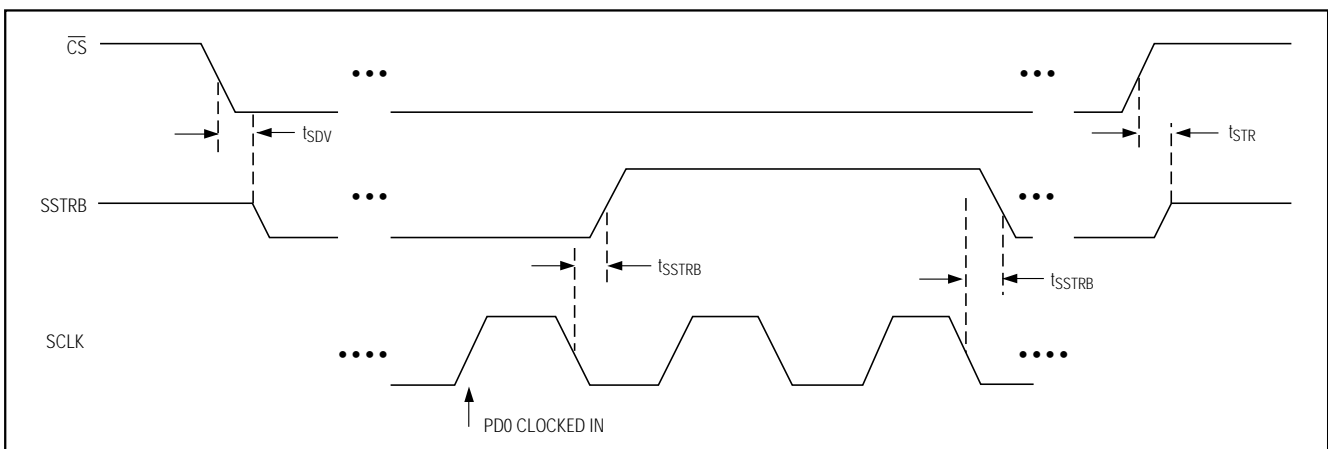 CS
tSDV
tSTR
SSTRB
tSSTRB
tSSTRB
SCLK
PD0 CLOCKED IN